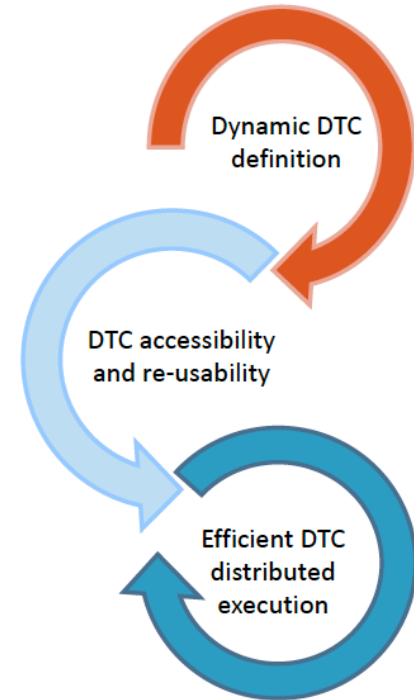 Dynamic DTC
definition
DTC accessibility
and re-usability
Efficient DTC
distributed
execution